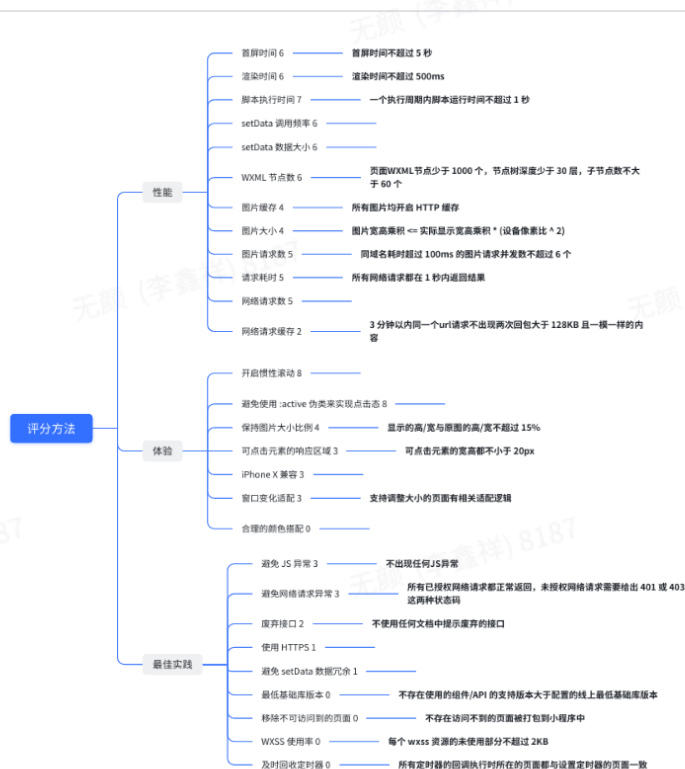 无颜 (李鑫祥)
评分方法
性能
首屏时间 6
首屏时间不超过 5 秒
渲染时间 6
渲染时间不超过 500ms
脚本执行时间 7
一个执行周期内脚本运行时间不超过 1 秒
setData 调用频率 6
setData 数据大小 6
WXML 节点数 6
页面WXML节点少于 1000 个，节点树深度少于 30 层，子节点数不大
于 60 个
图片缓存 4
所有图片均开启 HTTP 缓存
图片大小 4
图片宽高乘积 <= 实际显示宽高乘积 * (设备像素比 ^ 2)
图片请求数 5
同域名耗时超过 100ms 的图片请求并发数不超过 6 个
请求耗时 5
所有网络请求都在 1 秒内返回结果
网络请求数 5
网络请求缓存 2
3 分钟以内同一个url请求不出现两次回包大于 128KB 且一模一样的内
容
无颜 (李鑫祥) 8187
无颜
体验
开启惯性滚动 8
避免使用 :active 伪类来实现点击态 8
保持图片大小比例 4
显示的高/宽与原图的高/宽不超过 15%
可点击元素的响应区域 3
可点击元素的宽高都不小于 20px
iPhone X 兼容 3
窗口变化适配 3
支持调整大小的页面有相关适配逻辑
合理的颜色搭配 0
87
无颜 (李鑫祥) 8187
最佳实践
避免 JS 异常 3
不出现任何JS异常
避免网络请求异常 3
所有已授权网络请求都正常返回，未授权网络请求需要给出 401 或 403
这两种状态码
废弃接口 2
不使用任何文档中提示废弃的接口
使用 HTTPS 1
避免 setData 数据冗余 1
最低基础库版本 0
不存在使用的组件/API 的支持版本大于配置的线上最低基础库版本
移除不可访问到的页面 0
不存在访问不到的页面被打包到小程序中
WXSS 使用率 0
每个 wxss 资源的未使用部分不超过 2KB
及时回收定时器 0
所有定时器的回调执行时所在的页面都与设置定时器的页面一致